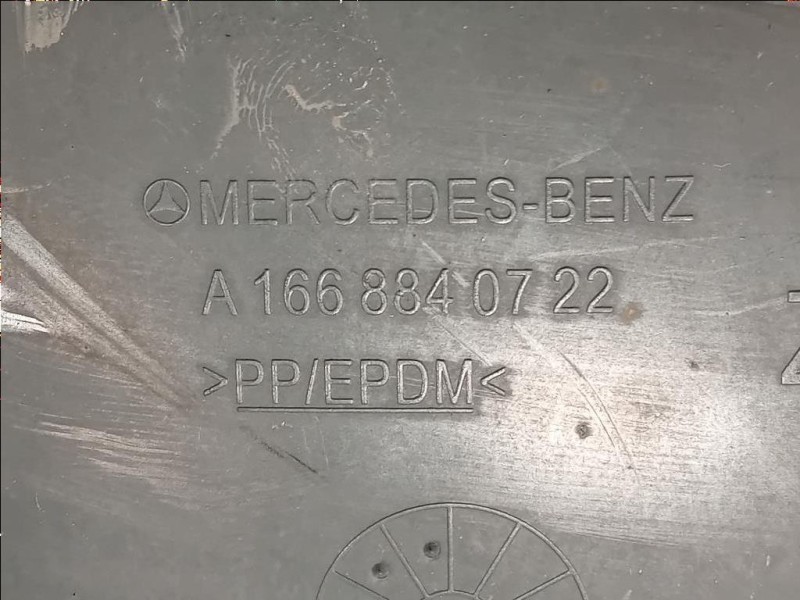 MERCEDES-BENZ
A 166 884 07 22
>PP/EPDM<